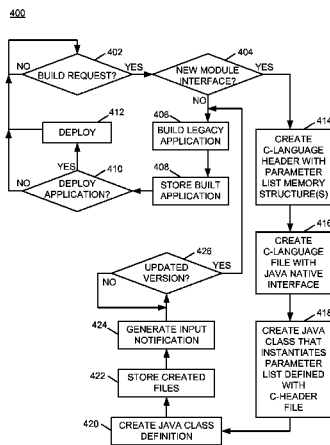 400
402
BUILD REQUEST?
NO
YES
404
NEW MODULE
INTERFACE?
YES
NO
406
BUILD LEGACY
APPLICATION
408
STORE BUILT
APPLICATION
410
DEPLOY
APPLICATION?
NO
YES
412
DEPLOY
414
CREATE
C-LANGUAGE
HEADER WITH
PARAMETER
LIST MEMORY
STRUCTURE(S)
416
CREATE
C-LANGUAGE
FILE WITH
JAVA NATIVE
INTERFACE
418
CREATE JAVA
CLASS THAT
INSTANTIATES
PARAMETER
LIST DEFINED
WITH
C-HEADER
FILE
420
CREATE JAVA CLASS
DEFINITION
422
STORE CREATED
FILES
424
GENERATE INPUT
NOTIFICATION
426
UPDATED
VERSION?
NO
YES